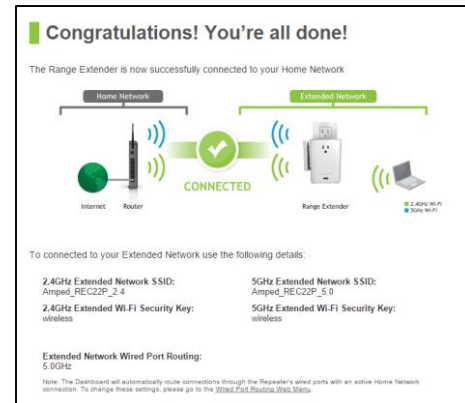 Congratulations! You're all done!
The Range Extender is now successfully connected to your Home Network
Home Network
Extended Network
CONNECTED
Internet
Router
Range Extender
2.4GHz Wi-Fi
5GHz Wi-Fi
To connected to your Extended Network use the following details:
2.4GHz Extended Network SSID:
Amped_REC22P_2.4
5GHz Extended Network SSID:
Amped_REC22P_5.0
2.4GHz Extended Wi-Fi Security Key:
wireless
5GHz Extended Wi-Fi Security Key:
wireless
Extended Network Wired Port Routing:
5.0GHz
Note: The Dashboard will automatically route connections through the Repeater's wired ports with an active Home Network
connection. To change these settings, please go to the Wired Port Routing Web Menu.